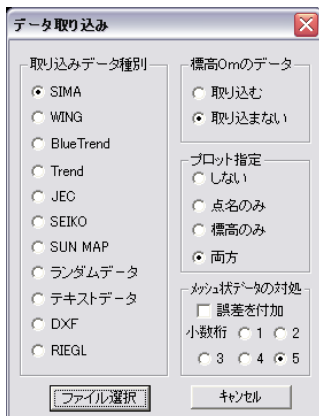 データ取り込み
取り込みデータ種別
SIMA
WING
BlueTrend
Trend
JEC
SEIKO
SUN MAP
ランダムデータ
テキストデータ
DXF
RIEGL
標高0mのデータ
取り込む
取り込まない
プロット指定
しない
点名のみ
標高のみ
両方
メッシュ状データの対処
誤差を付加
小数桁 1 2
3 4 5
ファイル選択
キャンセル